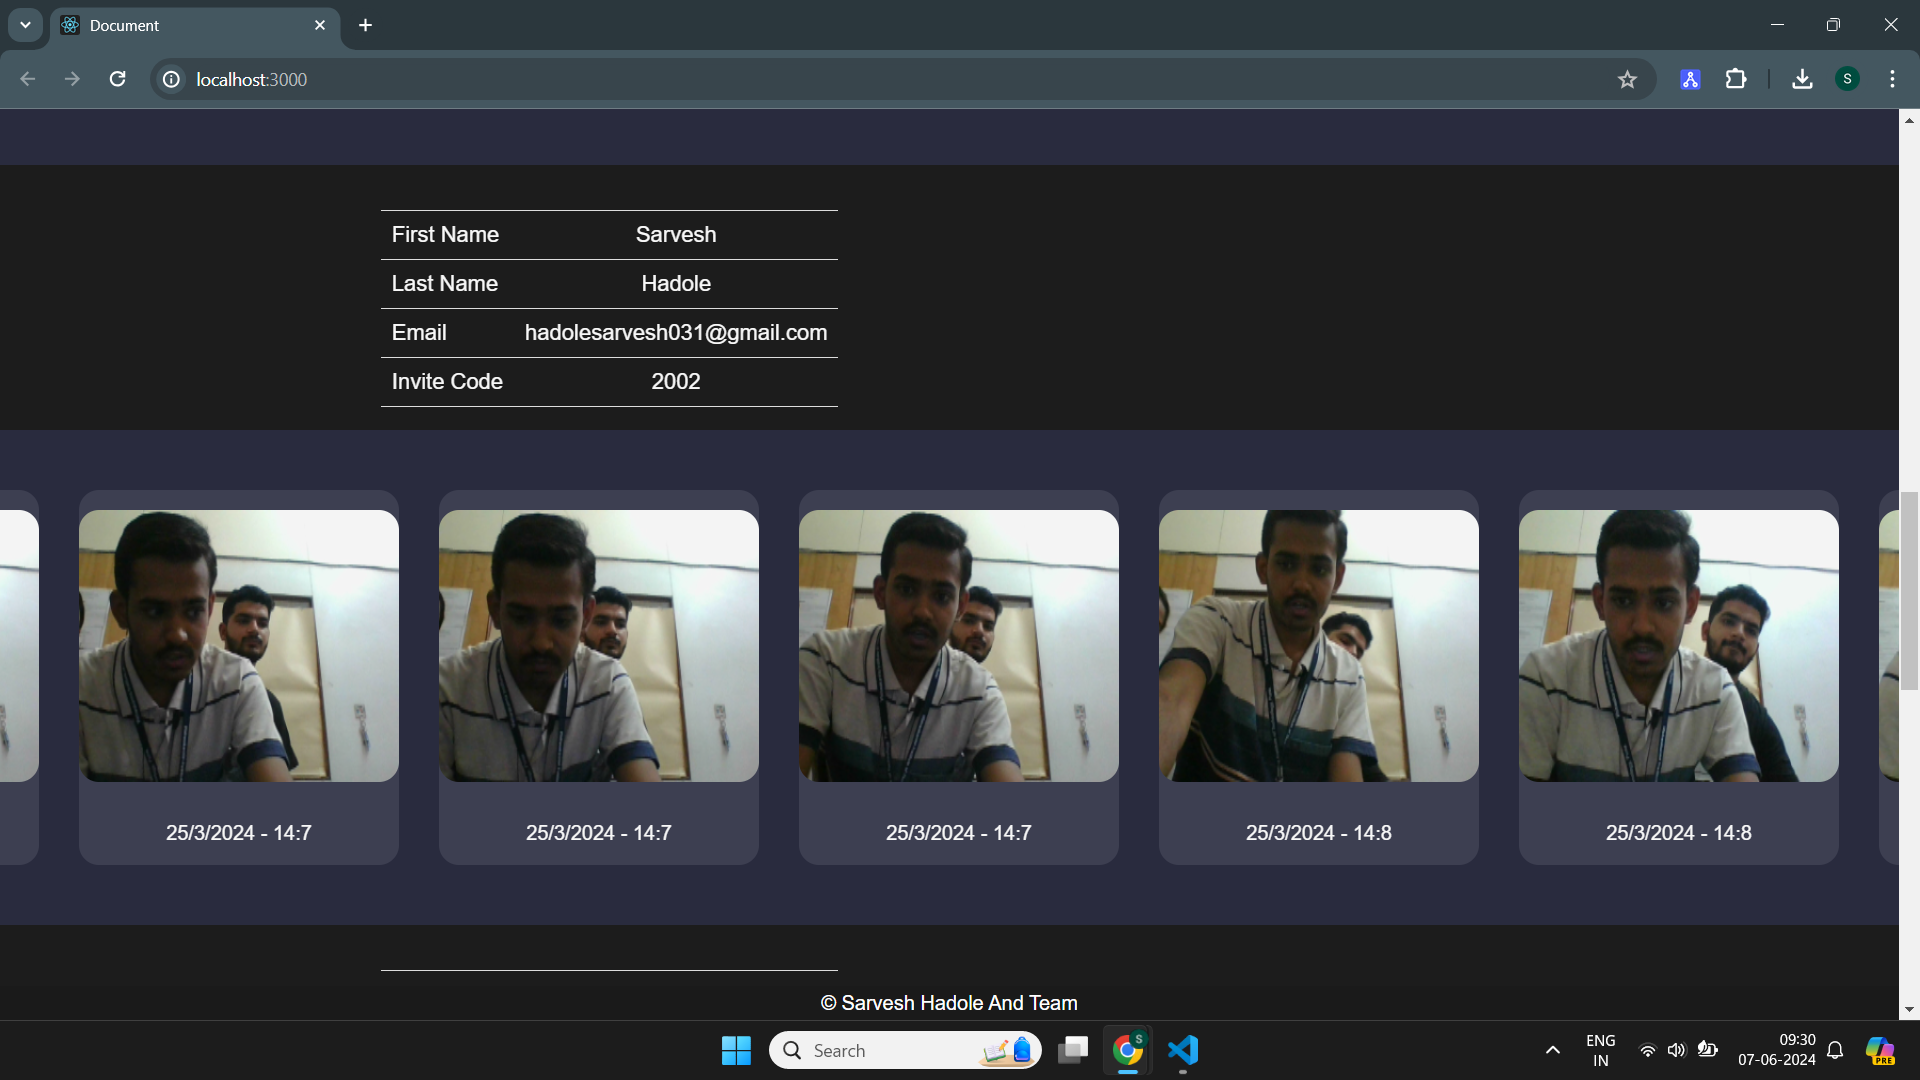 Document
localhost:3000
S
First Name Sarvesh
Last Name Hadole
Email hadolesarvesh031@gmail.com
Invite Code 2002
25/3/2024 - 14:7
25/3/2024 - 14:7
25/3/2024 - 14:7
25/3/2024 - 14:8
25/3/2024 - 14:8
© Sarvesh Hadole And Team
Search
S
ENG
IN
09:30
07-06-2024
PRE